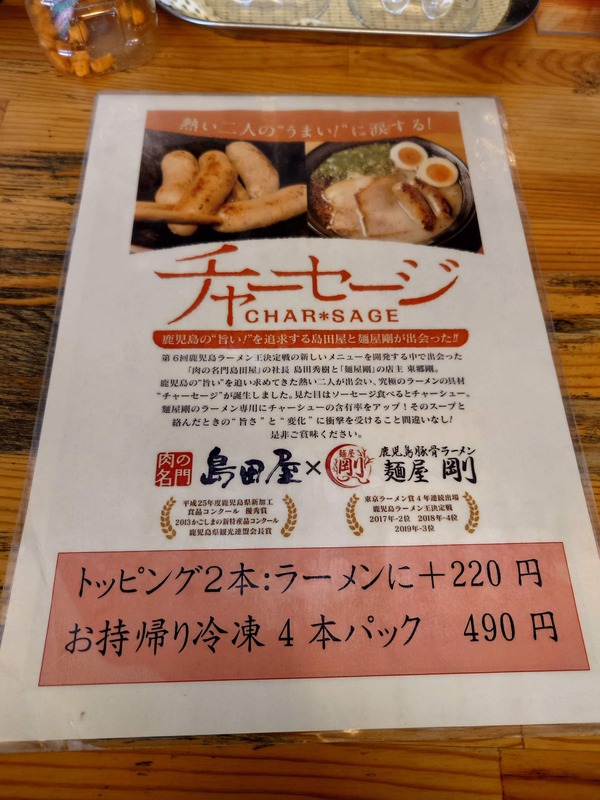 熱い二人の“うまい!”に涙する!
チャーセージ
CHAR*SAGE
鹿児島の“旨い!”を追求する島田屋と麺屋剛が出会った!!
第6回鹿児島ラーメン王決定戦の新しいメニューを開発する中で出会った
「肉の名門島田屋」の社長 島田秀樹と「麺屋剛」の店主 東郷剛。
鹿児島の“旨い”を追い求めてきた熱い二人が出会い、究極のラーメンの具材
“チャーセージ”が誕生しました。見た目はソーセージ食べるとチャーシュー。
麺屋剛のラーメン専用にチャーシューの含有率をアップ!そのスープと
絡んだときの“旨さ”と“変化”に衝撃を受けること間違いなし!
是非ご賞味ください。
肉の名門 島田屋×麺屋剛 鹿児島豚骨ラーメン 麺屋 剛
平成25年度鹿児島県新加工
食品コンクール 優秀賞
2013かごしまの新特産品コンクール
鹿児島県観光連盟会長賞
東京ラーメン賞4年連続出場
鹿児島ラーメン王決定戦
2017年-2位 2018年-4位
2019年-3位
トッピング2本:ラーメンに+220 円
お持帰り冷凍 4 本パック 490 円